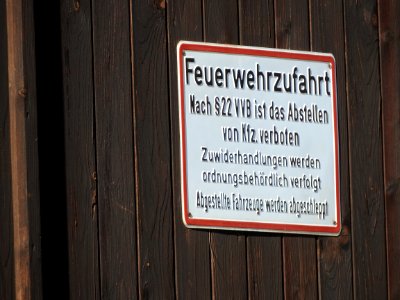 Feuerwehrzufahrt
Nach §22 VVB ist das Abstellen
von Kfz. verboten
Zuwiderhandlungen werden
ordnungsbehördlich verfolgt
Abgestellte Fahrzeuge werden abgeschleppt